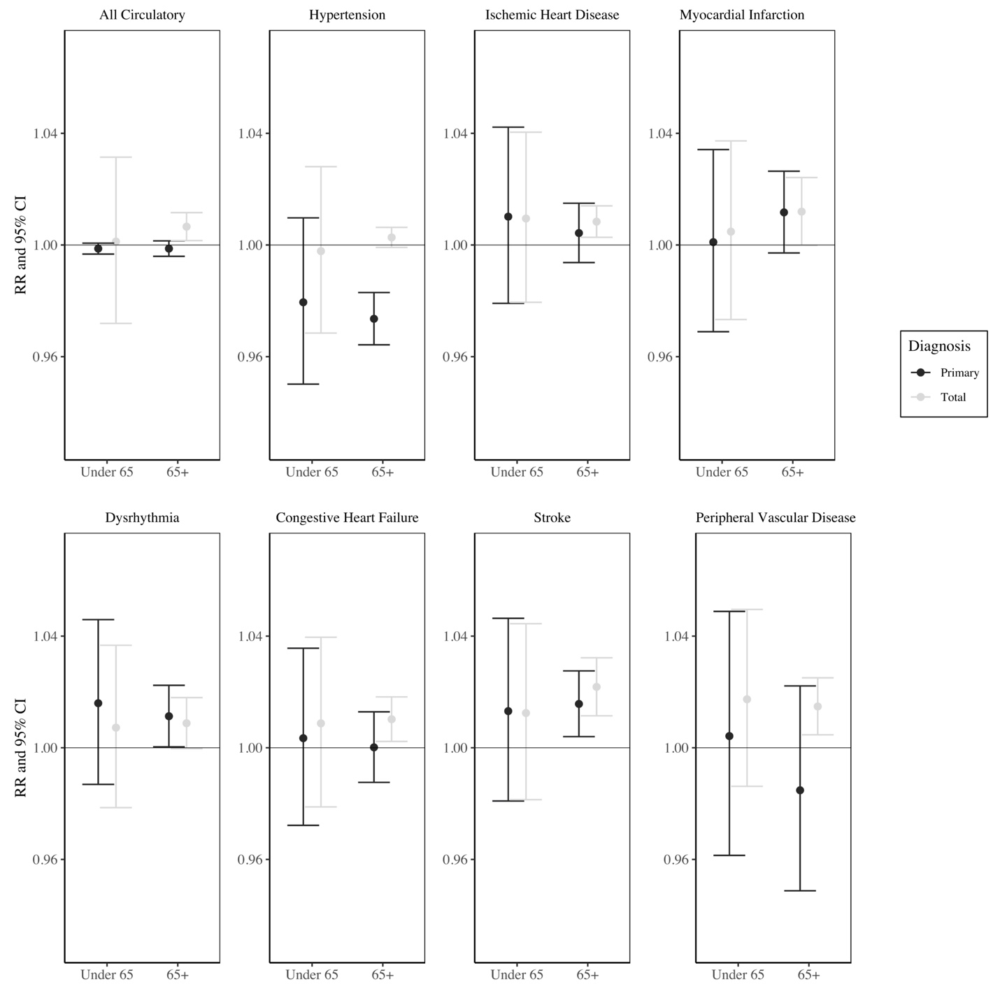 All Circulatory
Hypertension
Ischemic Heart Disease
Myocardial Infarction
RR and 95% CI
1.04
1.00
0.96
1.04
1.00
0.96
1.04
1.00
0.96
1.04
1.00
0.96
Under 65 65+
Under 65 65+
Under 65 65+
Under 65 65+
Diagnosis
Primary
Total
Dysrhythmia
Congestive Heart Failure
Stroke
Peripheral Vascular Disease
RR and 95% CI
1.04
1.00
0.96
1.04
1.00
0.96
1.04
1.00
0.96
1.04
1.00
0.96
Under 65 65+
Under 65 65+
Under 65 65+
Under 65 65+